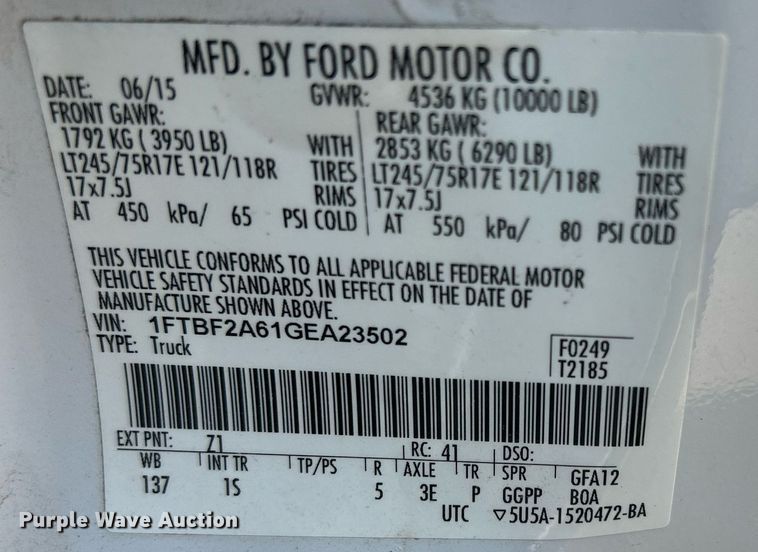 MFD. BY FORD MOTOR CO.
DATE: 06/15 GVWR: 4536 KG (10000 LB)
FRONT GAWR: REAR GAWR:
1792 KG ( 3950 LB) WITH 2853 KG ( 6290 LB) WITH
LT245/75R17E 121/118R TIRES LT245/75R17E 121/118R TIRES
17x7.5J RIMS 17x7.5J RIMS
AT 450 kPa/ 65 PSI COLD AT 550 kPa/ 80 PSI COLD
THIS VEHICLE CONFORMS TO ALL APPLICABLE FEDERAL MOTOR
VEHICLE SAFETY STANDARDS IN EFFECT ON THE DATE OF
MANUFACTURE SHOWN ABOVE.
VIN: 1FTBF2A61GEA23502
TYPE: Truck
F0249
T2185
EXT PNT: Z1 RC: 41 DSO:
WB INT TR TP/PS R AXLE TR SPR GFA12
137 1S 5 3E P GGPP BOA
UTC ▽5U5A-1520472-BA
Purple Wave Auction